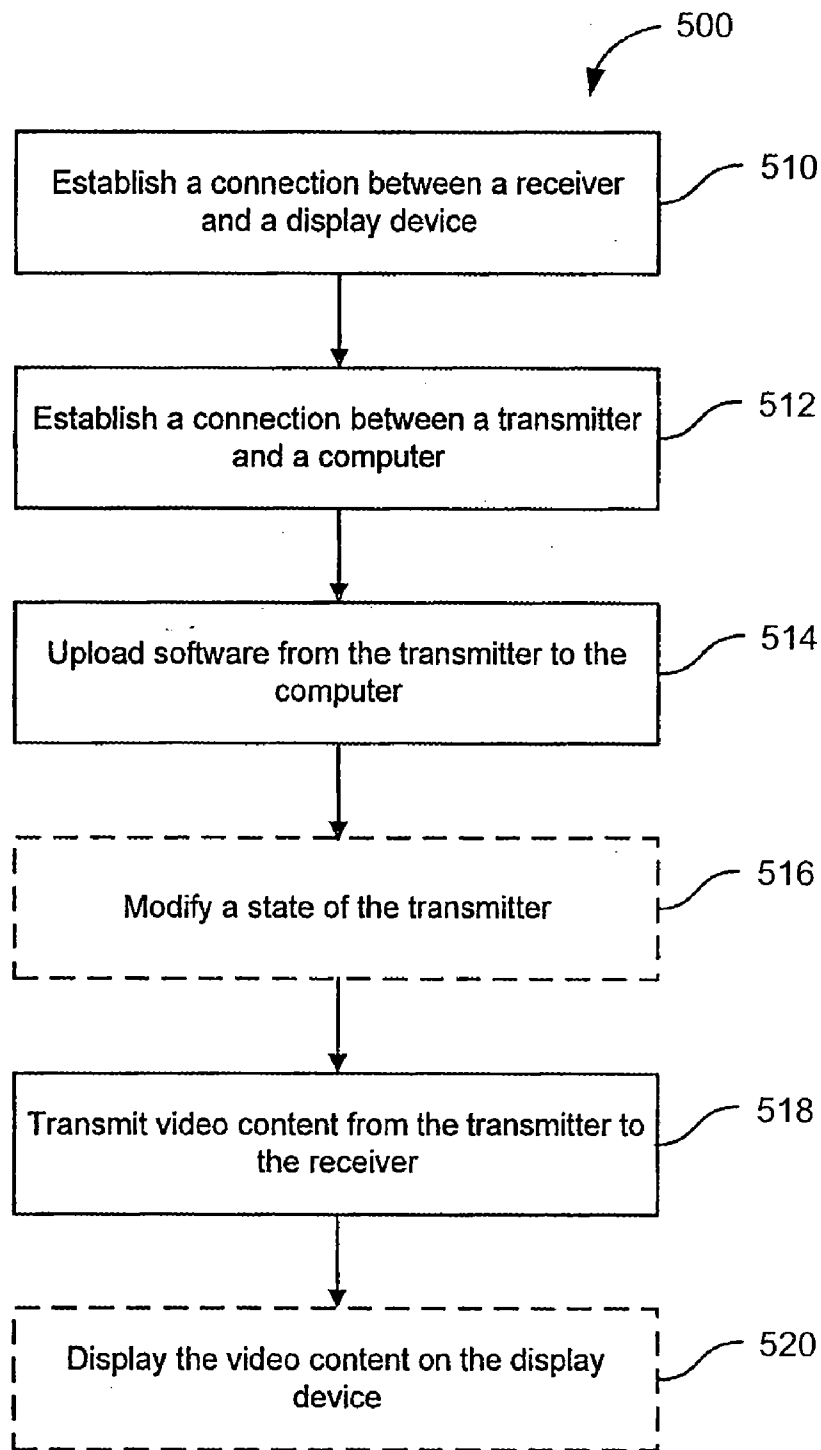 500
Establish a connection between a receiver
and a display device
510
Establish a connection between a transmitter
and a computer
512
Upload software from the transmitter to the
computer
514
Modify a state of the transmitter
516
Transmit video content from the transmitter to
the receiver
518
Display the video content on the display
device
520